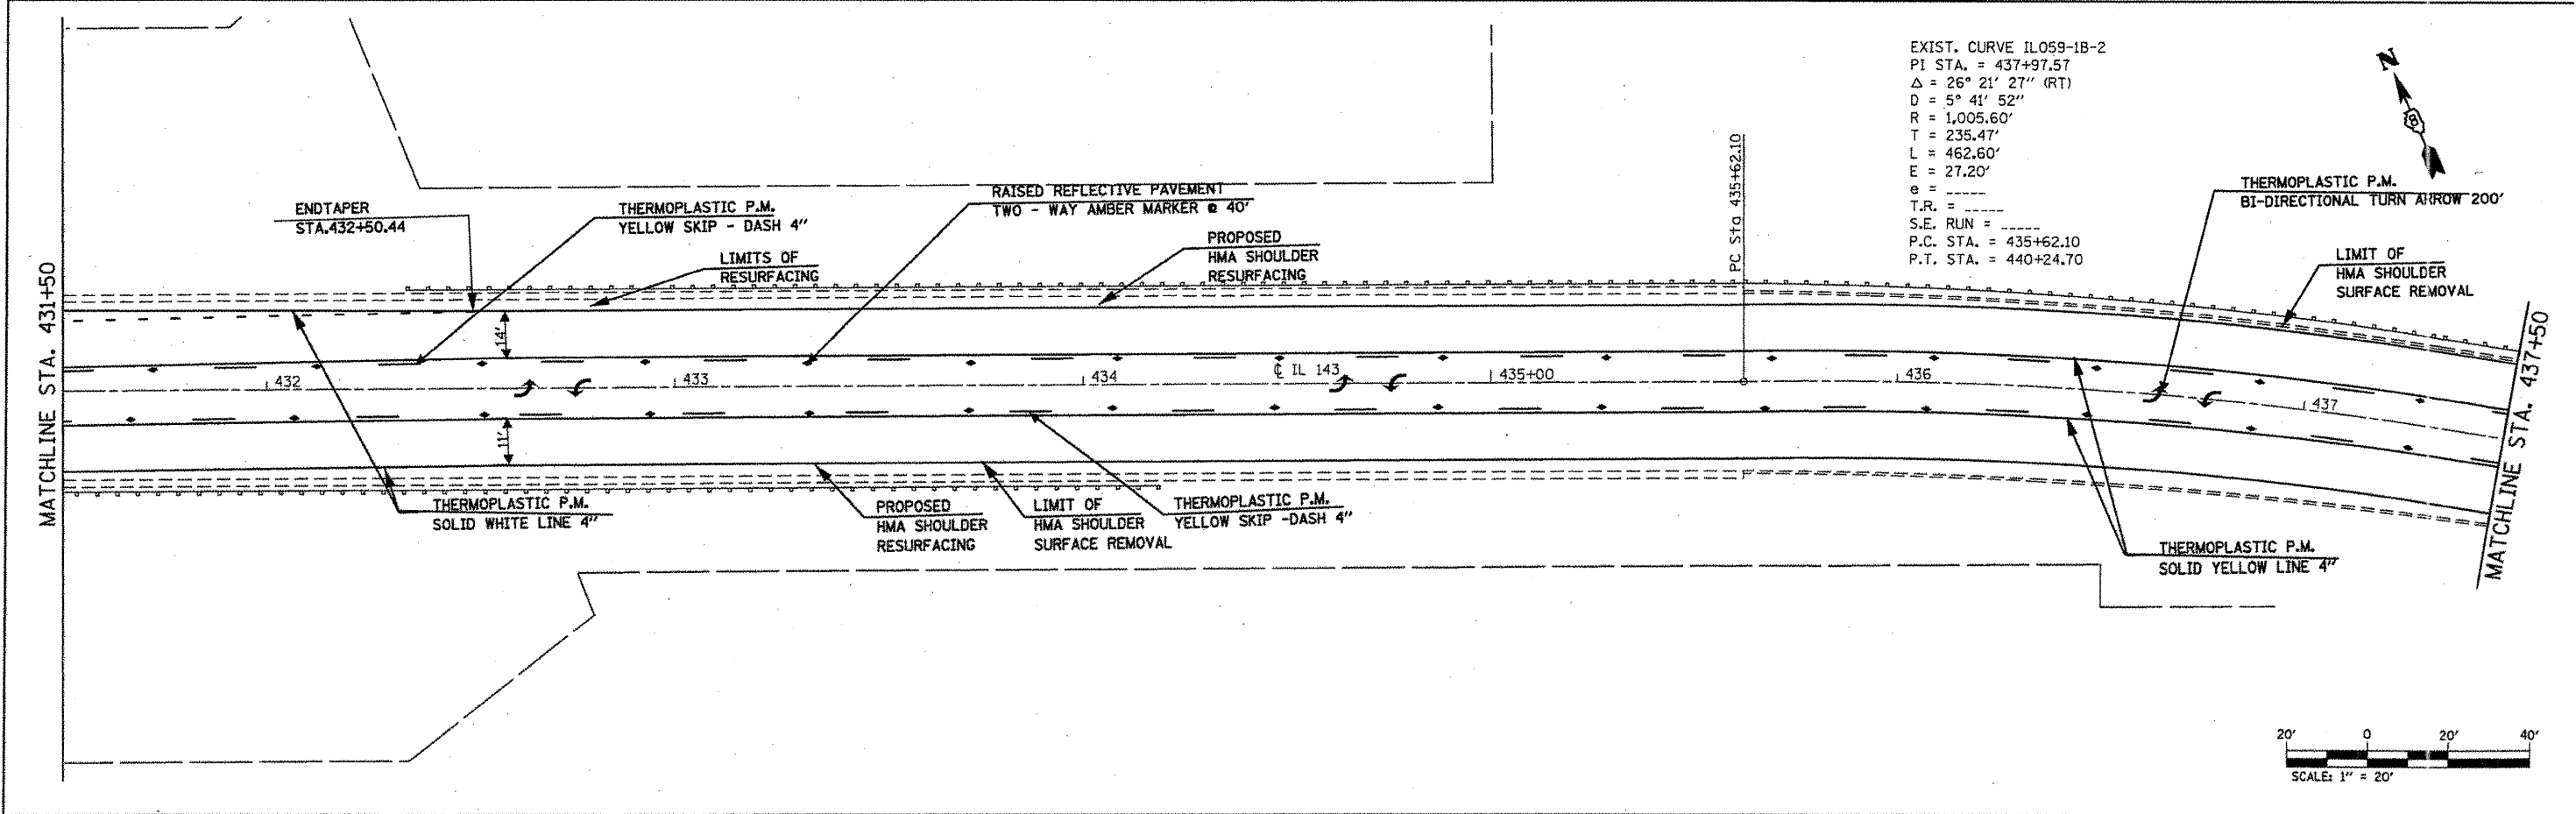 EXIST. CURVE IL059-1B-2
PI STA. = 437+97.57
Δ = 26° 21' 27" (RT)
D = 5° 41' 52"
R = 1,005.60'
T = 235.47'
L = 462.60'
E = 27.20'
e = _____
T.R. = _____
S.E. RUN = _____
P.C. STA. = 435+62.10
P.T. STA. = 440+24.70
N
THERMOPLASTIC P.M.
BI-DIRECTIONAL TURN ARROW 200'
LIMIT OF
HMA SHOULDER
SURFACE REMOVAL
ENDTAPER
STA.432+50.44
THERMOPLASTIC P.M.
YELLOW SKIP - DASH 4"
RAISED REFLECTIVE PAVEMENT
TWO - WAY AMBER MARKER @ 40'
LIMITS OF
RESURFACING
PROPOSED
HMA SHOULDER
RESURFACING
PC Sta 435+62.10
MATCHLINE STA. 431+50
14'
432
433
434
℄ IL 143
435+00
436
437
11'
MATCHLINE STA. 437+50
THERMOPLASTIC P.M.
SOLID WHITE LINE 4"
PROPOSED
HMA SHOULDER
RESURFACING
LIMIT OF
HMA SHOULDER
SURFACE REMOVAL
THERMOPLASTIC P.M.
YELLOW SKIP -DASH 4"
THERMOPLASTIC P.M.
SOLID YELLOW LINE 4"
20' 0 20' 40'
SCALE: 1" = 20'